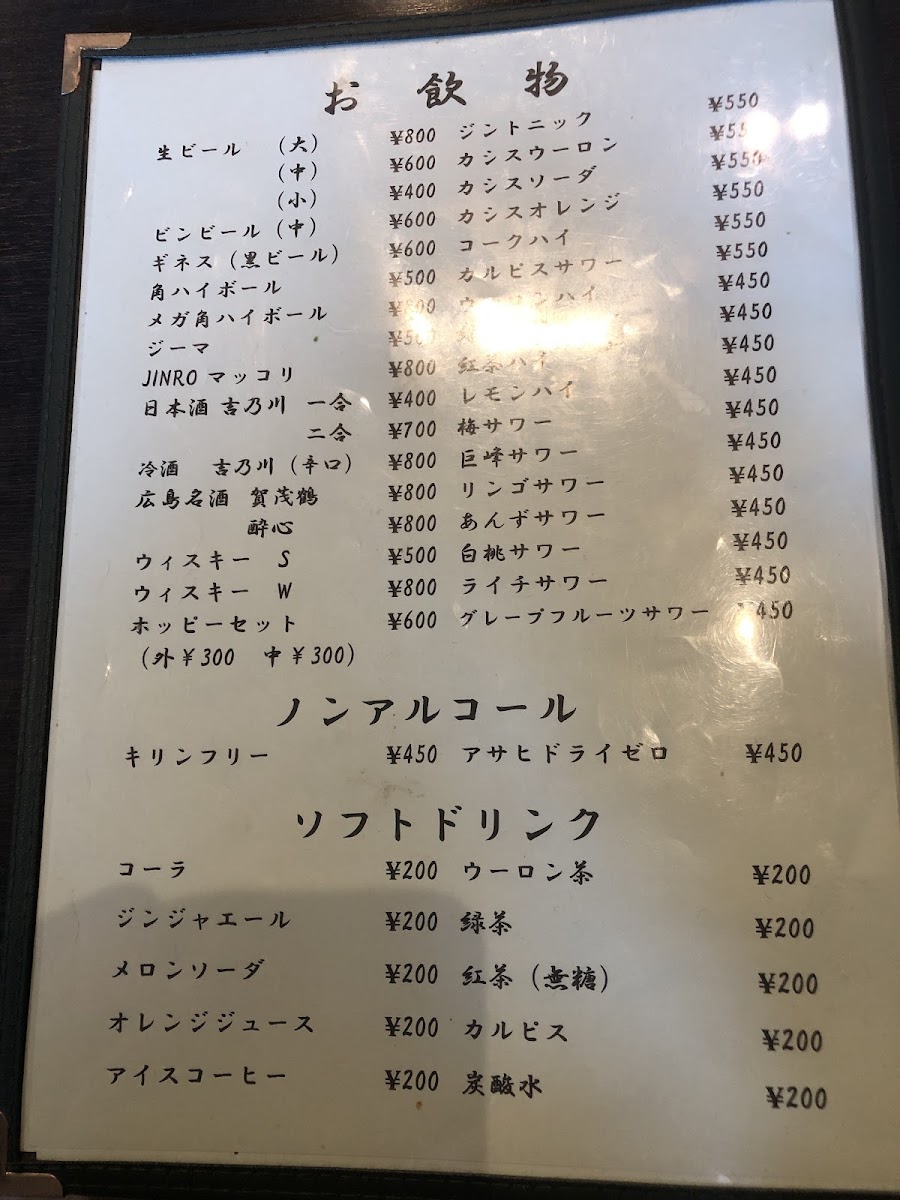 お飲物
生ビール (大) ¥800 ジントニック ¥550
(中) ¥600 カシスウーロン
(小) ¥400 カシスソーダ ¥550
ビンビール (中) ¥600 カシスオレンジ ¥550
ギネス (黒ビール) ¥600 コークハイ ¥550
角ハイボール ¥500 カルピスサワー ¥550
メガ角ハイボール ¥800 ウーロンハイ ¥450
ジーマ ¥450
JINRO マッコリ ¥800 紅茶ハイ ¥450
日本酒 吉乃川 一合 ¥400 レモンハイ ¥450
二合 ¥700 梅サワー ¥450
冷酒 吉乃川 (辛口) ¥800 巨峰サワー ¥450
広島名酒 賀茂鶴 ¥800 リンゴサワー ¥450
酔心 ¥800 あんずサワー ¥450
ウィスキー S ¥500 白桃サワー ¥450
ウィスキー W ¥800 ライチサワー ¥450
ホッピーセット ¥600 グレープフルーツサワー ¥450
(外¥300 中¥300)
ノンアルコール
キリンフリー ¥450 アサヒドライゼロ ¥450
ソフトドリンク
コーラ ¥200 ウーロン茶 ¥200
ジンジャエール ¥200 緑茶 ¥200
メロンソーダ ¥200 紅茶 (無糖) ¥200
オレンジジュース ¥200 カルピス ¥200
アイスコーヒー ¥200 炭酸水 ¥200